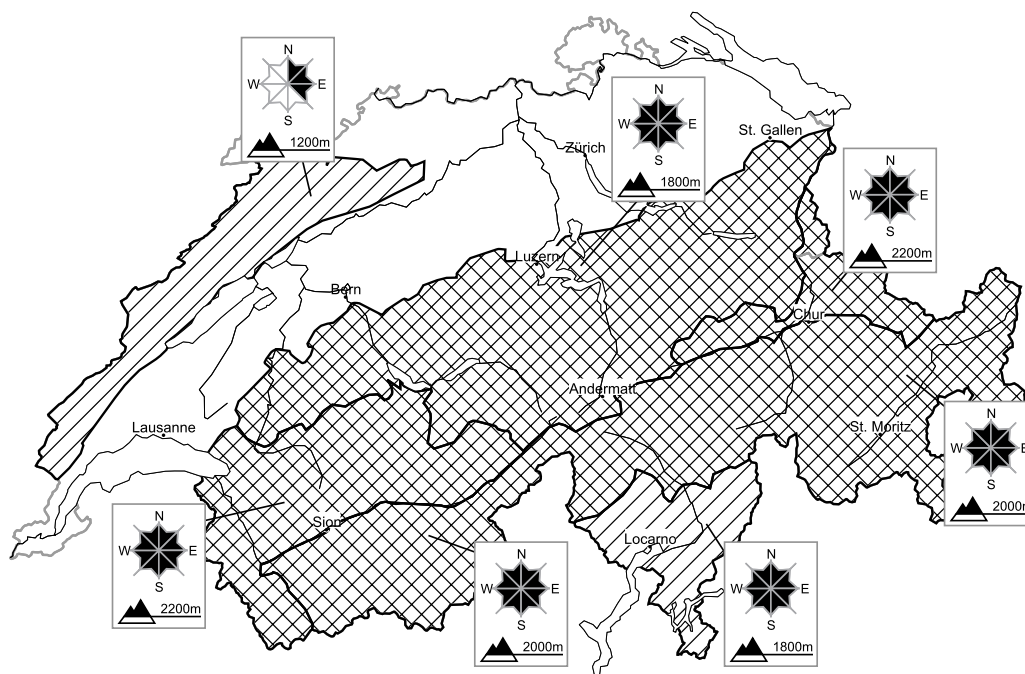 N
W E
S
1200m
N
W E
S
1800m
Zürich
St. Gallen
N
W E
S
2200m
Luzern
Bern
Chur
Andermatt
Lausanne
St. Moritz
N
W E
S
2000m
Sion
Locarno
N
W E
S
2200m
N
W E
S
2000m
N
W E
S
1800m